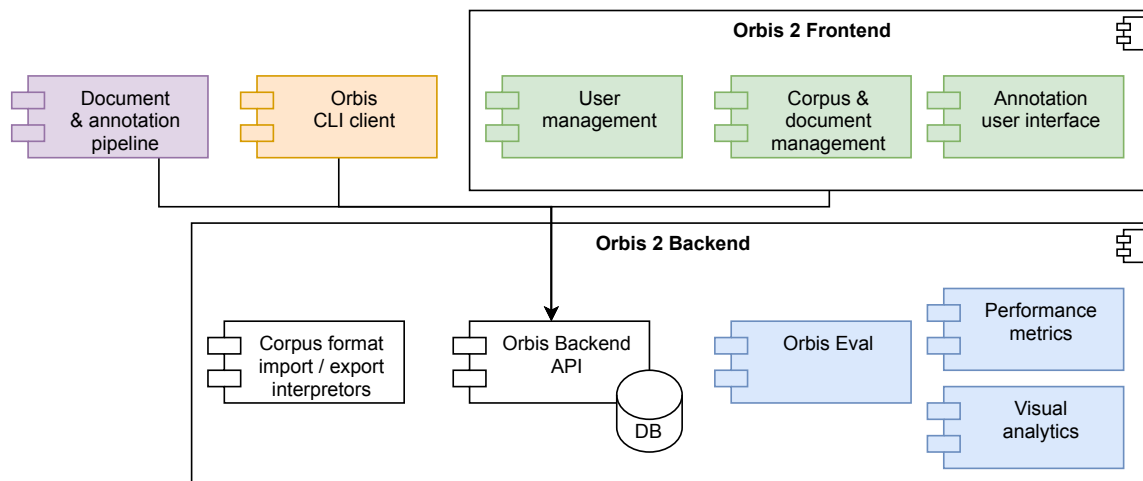 Orbis 2 Frontend
Document
& annotation
pipeline
Orbis
CLI client
User
management
Corpus &
document
management
Annotation
user interface
Orbis 2 Backend
Corpus format
import / export
interpretors
Orbis Backend
API
DB
Orbis Eval
Performance
metrics
Visual
analytics